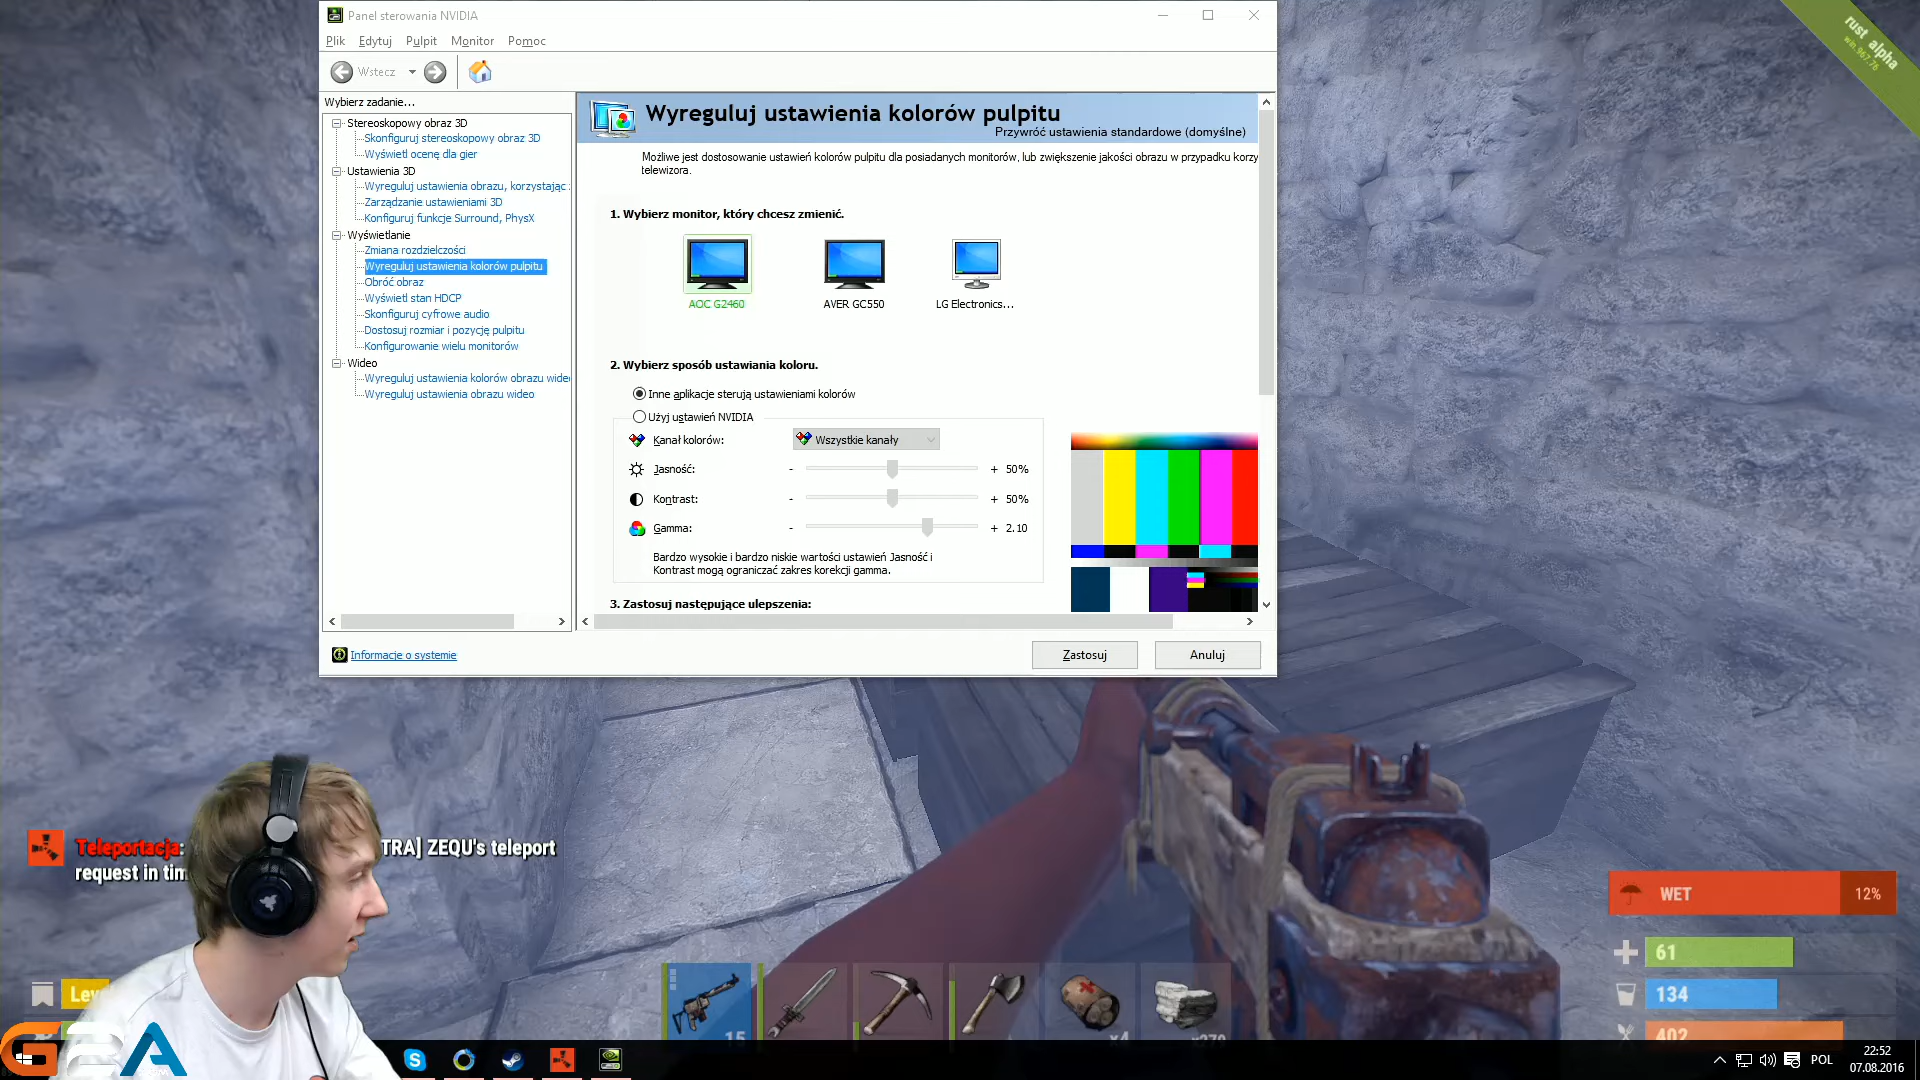 Panel sterowania NVIDIA
Plik Edytuj Pulpit Monitor Pomoc
Wstecz
Wybierz zadanie...
Stereoskopowy obraz 3D
Skonfiguruj stereoskopowy obraz 3D
Wyświetl ocenę dla gier
Ustawienia 3D
Wyreguluj ustawienia obrazu, korzystając
Zarządzanie ustawieniami 3D
Konfiguruj funkcje Surround, PhysX
Wyświetlanie
Zmiana rozdzielczości
Wyreguluj ustawienia kolorów pulpitu
Obróć obraz
Wyświetl stan HDCP
Skonfiguruj cyfrowe audio
Dostosuj rozmiar i pozycję pulpitu
Konfigurowanie wielu monitorów
Wideo
Wyreguluj ustawienia kolorów obrazu wide
Wyreguluj ustawienia obrazu wideo
Informacje o systemie
Wyreguluj ustawienia kolorów pulpitu
Przywróć ustawienia standardowe (domyślne)
Możliwe jest dostosowanie ustawień kolorów pulpitu dla posiadanych monitorów, lub zwiększenie jakości obrazu w przypadku korzy
telewizora.
1. Wybierz monitor, który chcesz zmienić.
AOC G2460 AVER GC550 LG Electronics...
2. Wybierz sposób ustawiania koloru.
Inne aplikacje sterują ustawieniami kolorów
Użyj ustawień NVIDIA
Kanał kolorów: Wszystkie kanały
Jasność: - + 50%
Kontrast: - + 50%
Gamma: - + 2.10
Bardzo wysokie i bardzo niskie wartości ustawień Jasność i
Kontrast mogą ograniczać zakres korekcji gamma.
3. Zastosuj następujące ulepszenia:
Zastosuj Anuluj
rust alpha
Teleportacja: TRA] ZEQU's teleport
request in tim
WET 12%
61
134
402
Lev
15
x4
x270
G2A
POL
22:52
07.08.2016